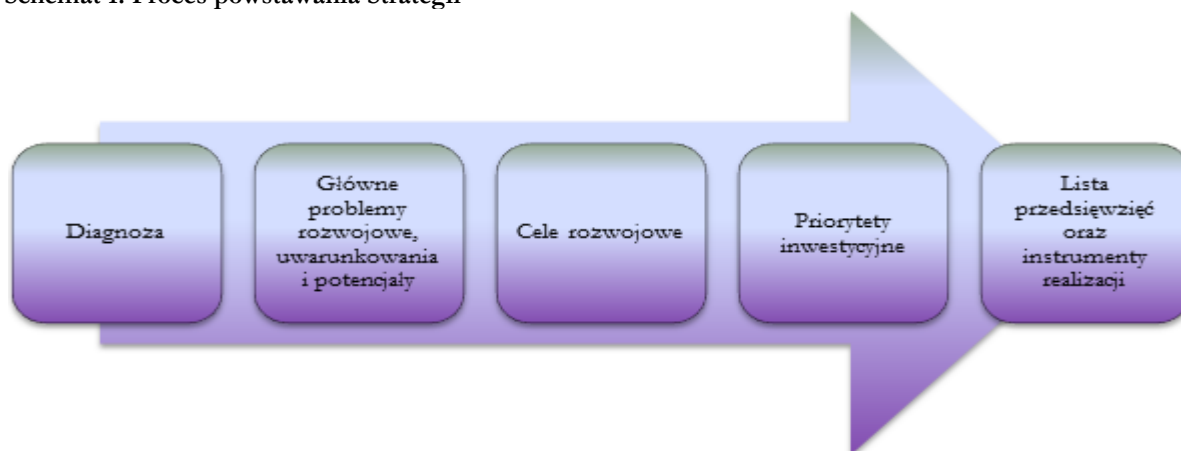 Schemat 1. Proces powstawania Strategii
Diagnoza
Główne
problemy
rozwojowe,
uwarunkowania
i potencjały
Cele rozwojowe
Priorytety
inwestycyjne
Lista
przedsięwzięć
oraz
instrumenty
realizacji